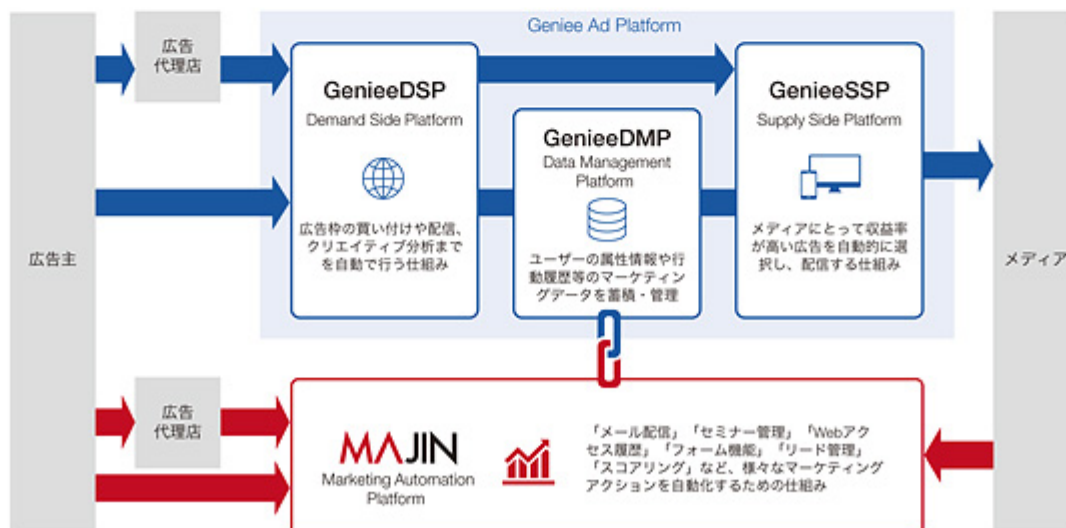 Geniee Ad Platform
広告
代理店
GenieeDSP
Demand Side Platform
広告枠の買い付けや配信、
クリエイティブ分析まで
を自動で行う仕組み
GenieeDMP
Data Management
Platform
ユーザーの属性情報や行
動履歴等のマーケティン
グデータを蓄積・管理
GenieeSSP
Supply Side Platform
メディアにとって収益率
が高い広告を自動的に選
択し、配信する仕組み
広告主
メディア
広告
代理店
MAJIN
Marketing Automation
Platform
「メール配信」「セミナー管理」「Webアク
セス履歴」「フォーム機能」「リード管理」
「スコアリング」など、様々なマーケティング
アクションを自動化するための仕組み